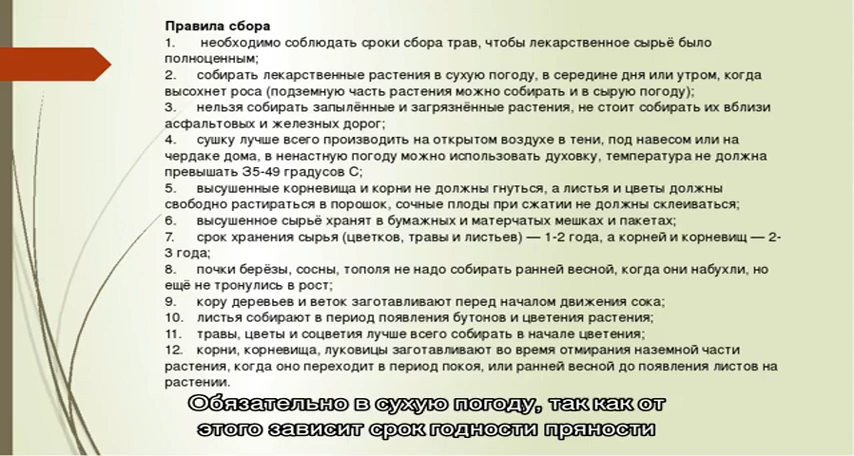 Правила сбора
1. необходимо соблюдать сроки сбора трав, чтобы лекарственное сырьё было
полноценным;
2. собирать лекарственные растения в сухую погоду, в середине дня или утром, когда
высохнет роса (подземную часть растения можно собирать и в сырую погоду);
3. нельзя собирать запылённые и загрязнённые растения, не стоит собирать их вблизи
асфальтовых и железных дорог;
4. сушку лучше всего производить на открытом воздухе в тени, под навесом или на
чердаке дома, в ненастную погоду можно использовать духовку, температура не должна
превышать 35-49 градусов С;
5. высушенные корневища и корни не должны гнуться, а листья и цветы должны
свободно растираться в порошок, сочные плоды при сжатии не должны склеиваться;
6. высушенное сырьё хранят в бумажных и матерчатых мешках и пакетах;
7. срок хранения сырья (цветков, травы и листьев) — 1-2 года, а корней и корневищ — 2-
3 года;
8. почки берёзы, сосны, тополя не надо собирать ранней весной, когда они набухли, но
ещё не тронулись в рост;
9. кору деревьев и веток заготавливают перед началом движения сока;
10. листья собирают в период появления бутонов и цветения растения;
11. травы, цветы и соцветия лучше всего собирать в начале цветения;
12. корни, корневища, луковицы заготавливают во время отмирания наземной части
растения, когда оно переходит в период покоя, или ранней весной до появления листов на
растении.
Обязательно в сухую погоду, так как от
этого зависит срок годности пряности